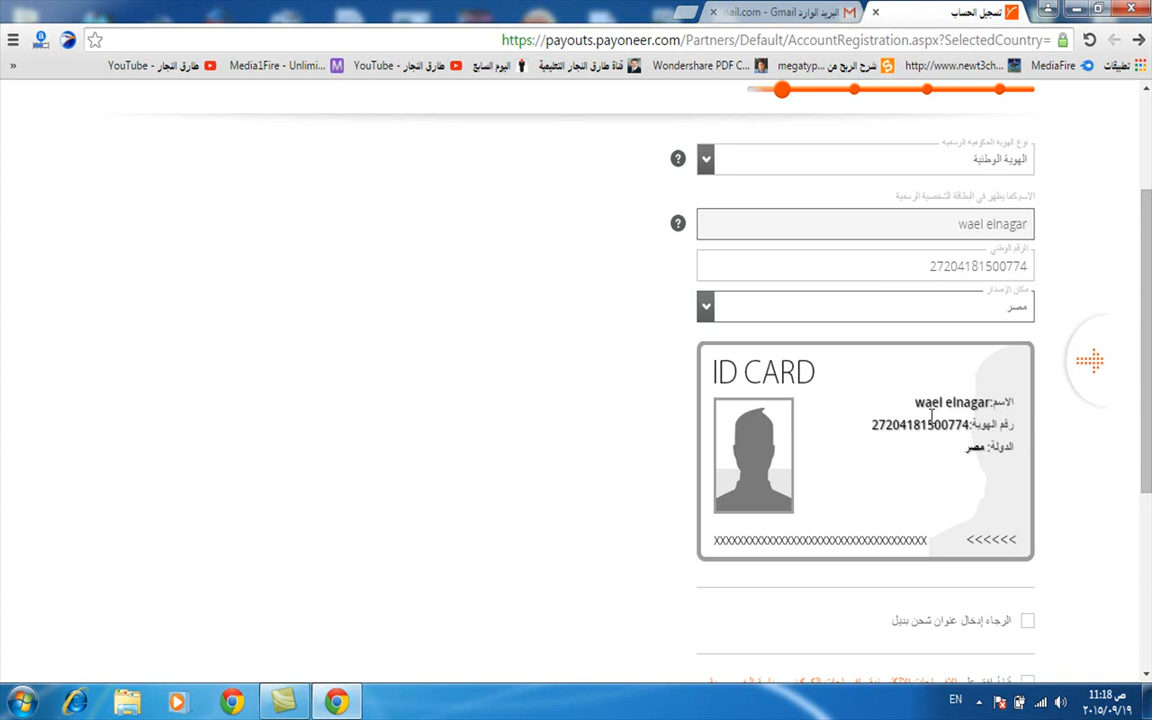 تسجيل الحساب
البريد الوارد Gmail - ail.com
https://payouts.payoneer.com/Partners/Default/AccountRegistration.aspx?SelectedCountry=
تطبيقات
MediaFire
http://www.newt3ch...
شرح الربح من megatyp...
Wondershare PDF C...
قناة طارق النجار التعليمية
اليوم السابع
طارق النجار - YouTube
Media1Fire - Unlimi...
طارق النجار - YouTube
»
نوع الهوية الحكومية الرسمية
الهوية الوطنية
?
الاسم كما يظهر في البطاقة الشخصية الرسمية
wael elnagar
?
الرقم الوطني
27204181500774
مكان الإصدار
مصر
ID CARD
الاسم:wael elnagar
رقم الهوية:27204181500774
الدولة: مصر
<<<<<<
الرجاء إدخال عنوان شحن بديل
EN
11:18 ص
٢٠١٥/٠٩/١٩